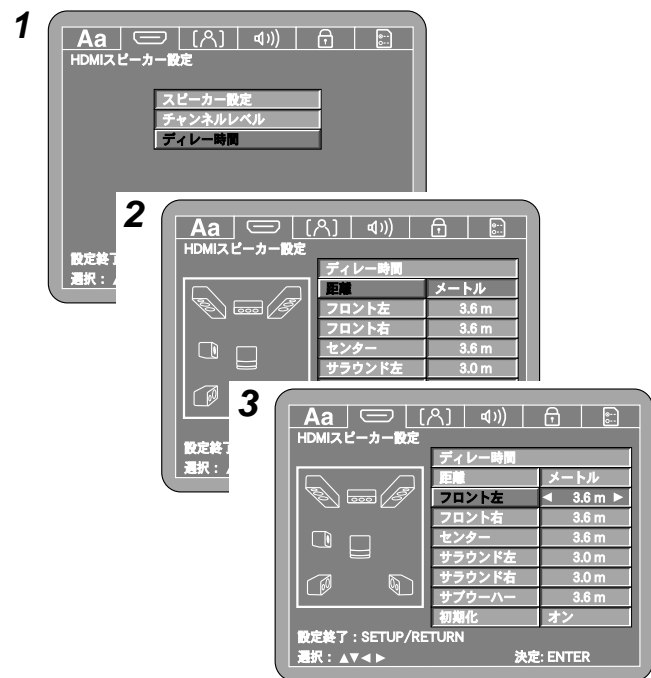 1
Aa
HDMIスピーカー設定
スピーカー設定
チャンネルレベル
ディレー時間
設定終了
選択：
2
Aa
HDMIスピーカー設定
ディレー時間
距離 メートル
フロント左 3.6 m
フロント右 3.6 m
センター 3.6 m
サラウンド左 3.0 m
設定終了
選択：
3
Aa
HDMIスピーカー設定
ディレー時間
距離 メートル
フロント左 ◀ 3.6 m ▶
フロント右 3.6 m
センター 3.6 m
サラウンド左 3.0 m
サラウンド右 3.0 m
サブウーハー 3.6 m
初期化 オン
設定終了：SETUP/RETURN
選択：▲▼◀ ▶ 決定: ENTER